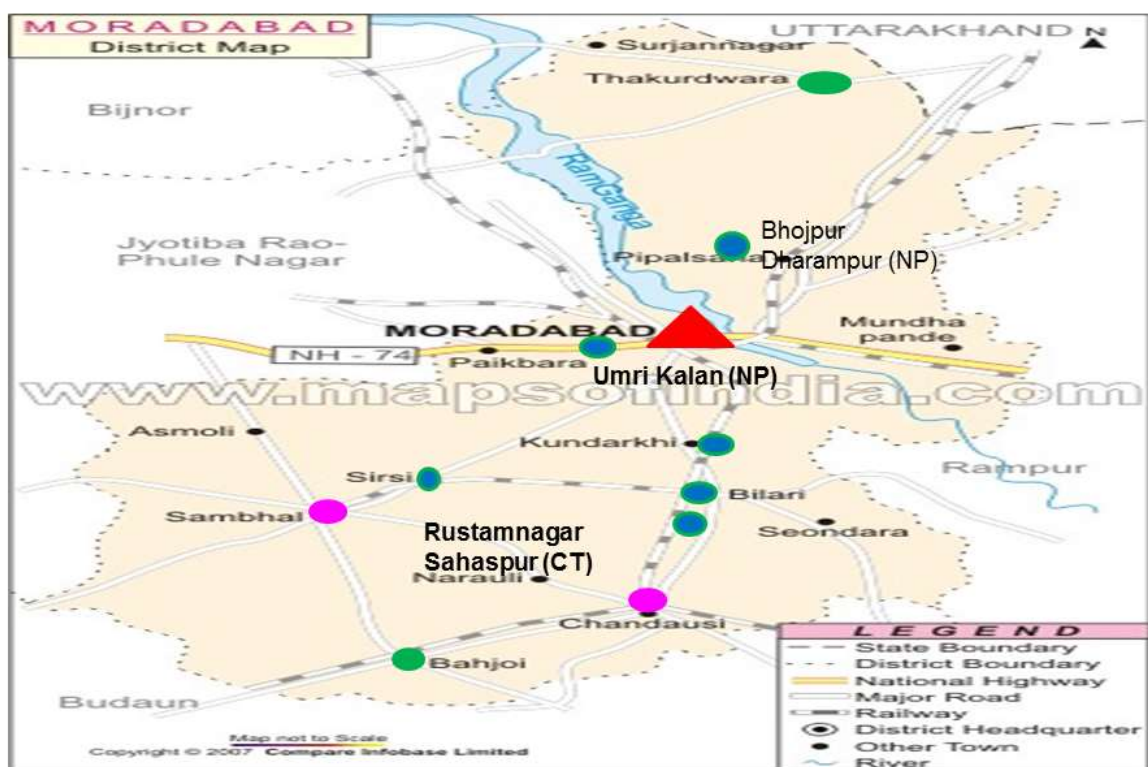 MORADABAD
District Map
UTTARAKHAND
N
Surjannagar
Thakurdwara
Bijnor
RamGanga
Jyotiba Rao-
Phule Nagar
Bhojpur
Dharampur (NP)
Pipalsana
MORADABAD
Mundha
pande
NH - 74
Paikbara
Umri Kalan (NP)
www.mapsofindia.com
Asmoli
Kundarkhi
Sirsi
Rampur
Bilari
Sambhal
Seondara
Rustamnagar
Sahaspur (CT)
Narauli
Chandausi
Bahjoi
Budaun
LEGEND
State Boundary
District Boundary
National Highway
Major Road
Railway
District Headquarter
Other Town
River
Map not to Scale
Copyright © 2007 Compare Infobase Limited